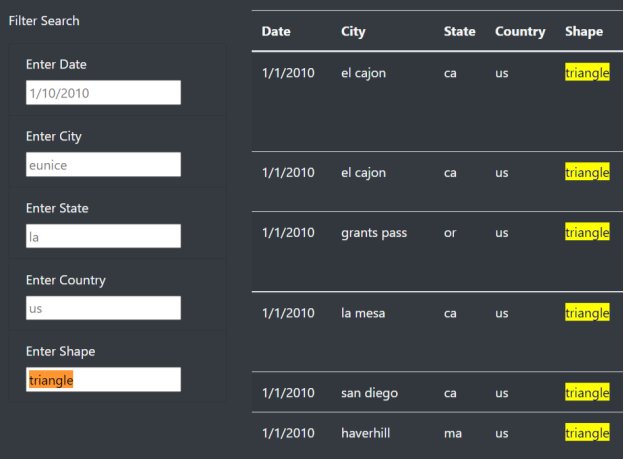 Filter Search
Enter Date
1/10/2010
Enter City
eunice
Enter State
la
Enter Country
us
Enter Shape
triangle
Date City State Country Shape
1/1/2010 el cajon ca us triangle
1/1/2010 el cajon ca us triangle
1/1/2010 grants pass or us triangle
1/1/2010 la mesa ca us triangle
1/1/2010 san diego ca us triangle
1/1/2010 haverhill ma us triangle